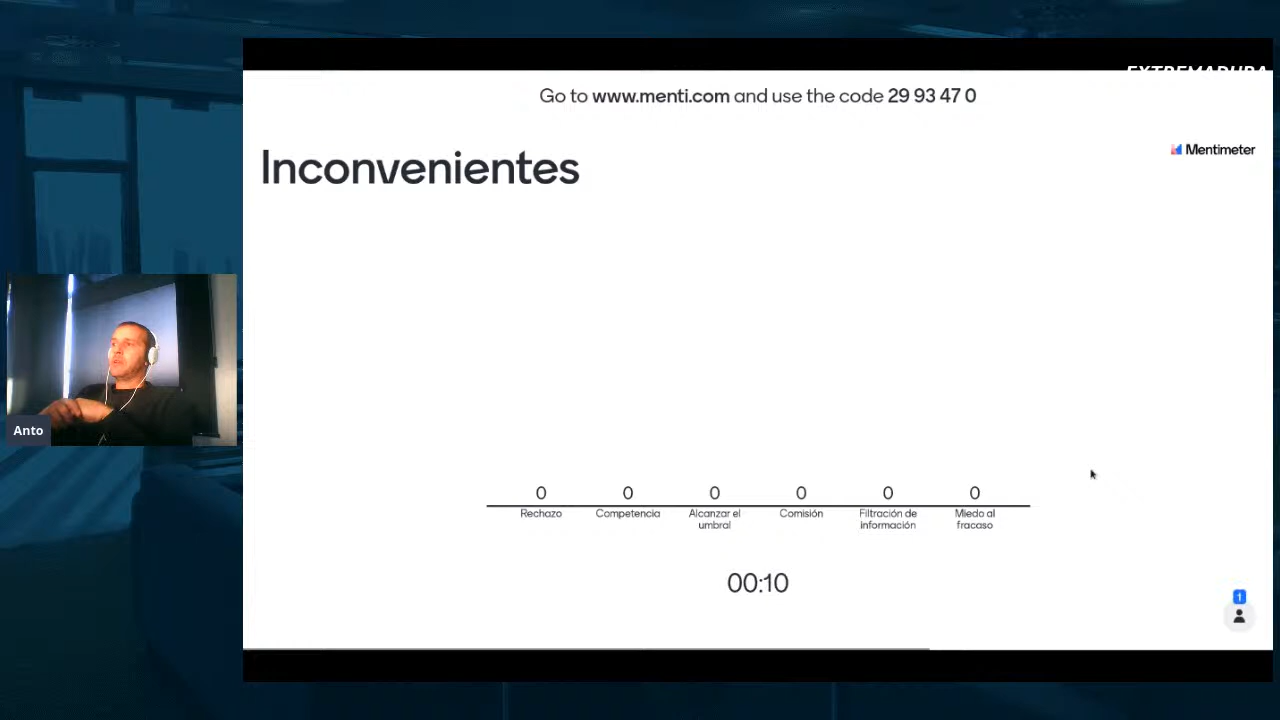 EXTREMADURA
Go to www.menti.com and use the code 29 93 47 0
Mentimeter
Inconvenientes
Anto
0 0 0 0 0 0
Rechazo Competencia Alcanzar el umbral Comisión Filtración de información Miedo al fracaso
00:10
1